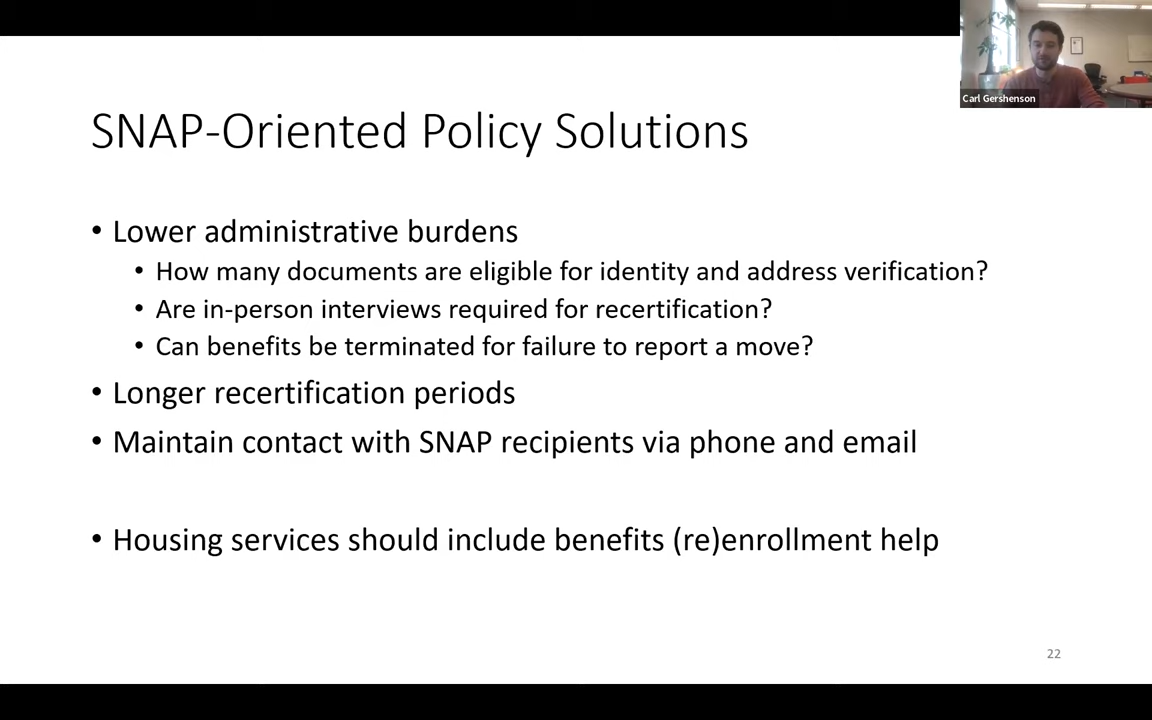 Carl Gershenson
SNAP-Oriented Policy Solutions
• Lower administrative burdens
• How many documents are eligible for identity and address verification?
• Are in-person interviews required for recertification?
• Can benefits be terminated for failure to report a move?
• Longer recertification periods
• Maintain contact with SNAP recipients via phone and email
• Housing services should include benefits (re)enrollment help
22